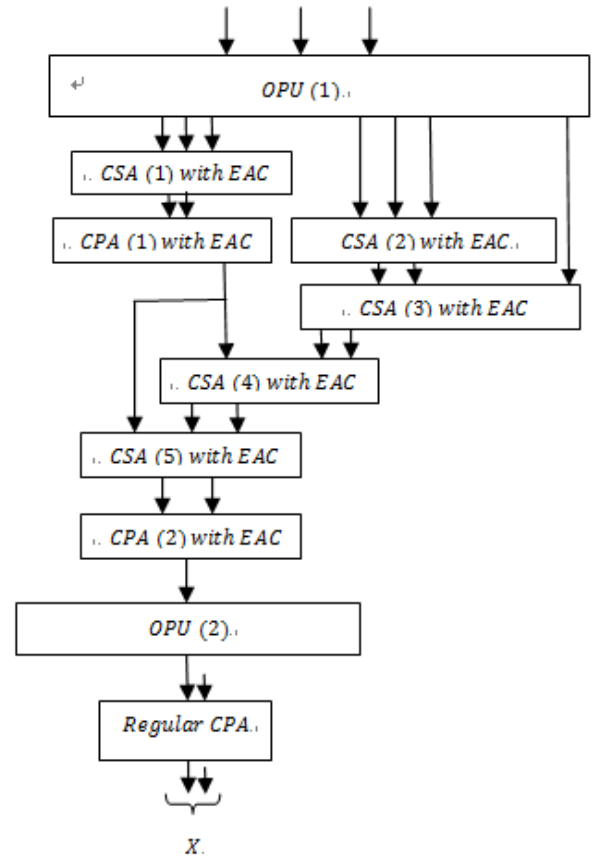 OPU (1).
CSA (1) with EAC
CPA (1) with EAC
CSA (2) with EAC.
CSA (3) with EAC
CSA (4) with EAC
CSA (5) with EAC
CPA (2) with EAC
OPU (2).
Regular CPA.
X.